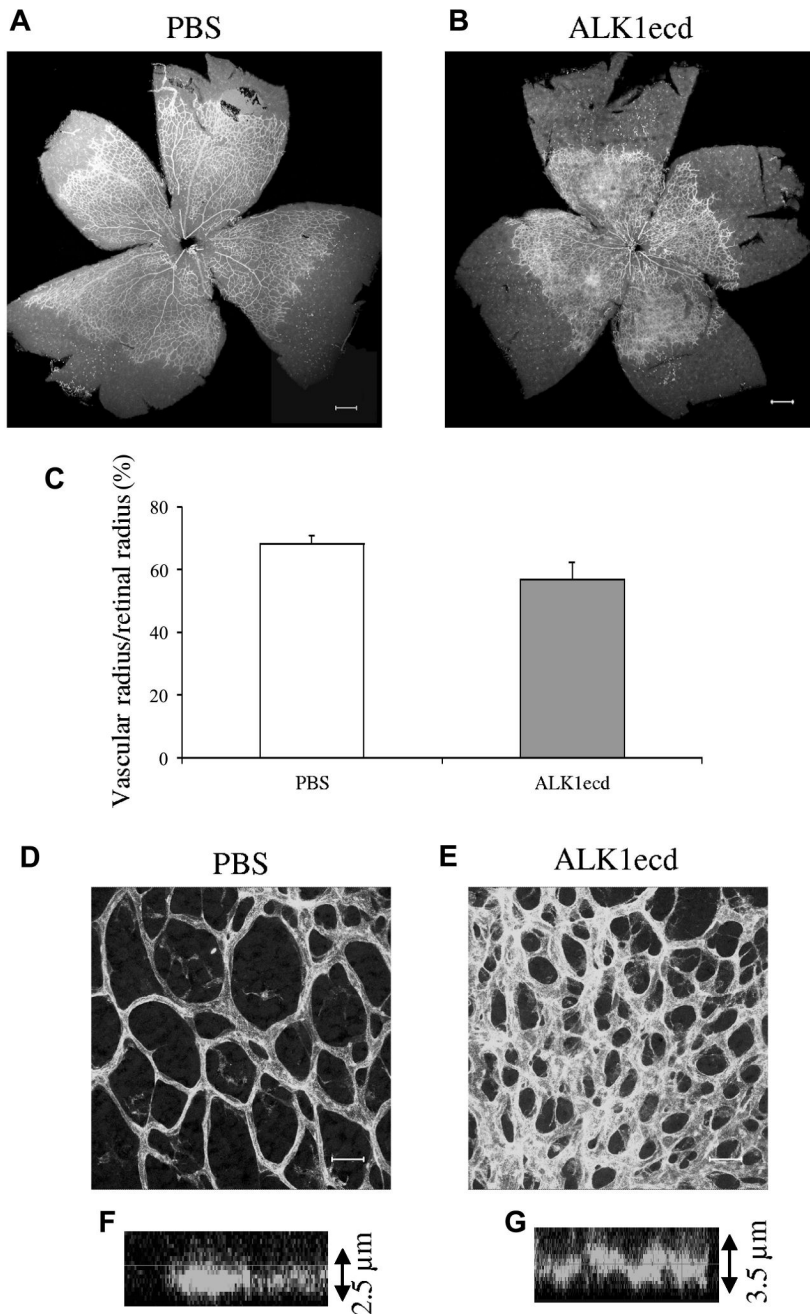 A
PBS
B
ALK1ecd
C
Vascular radius/retinal radius (%)
80
60
40
20
0
PBS
ALK1ecd
D
PBS
E
ALK1ecd
F
2.5 µm
G
3.5 µm